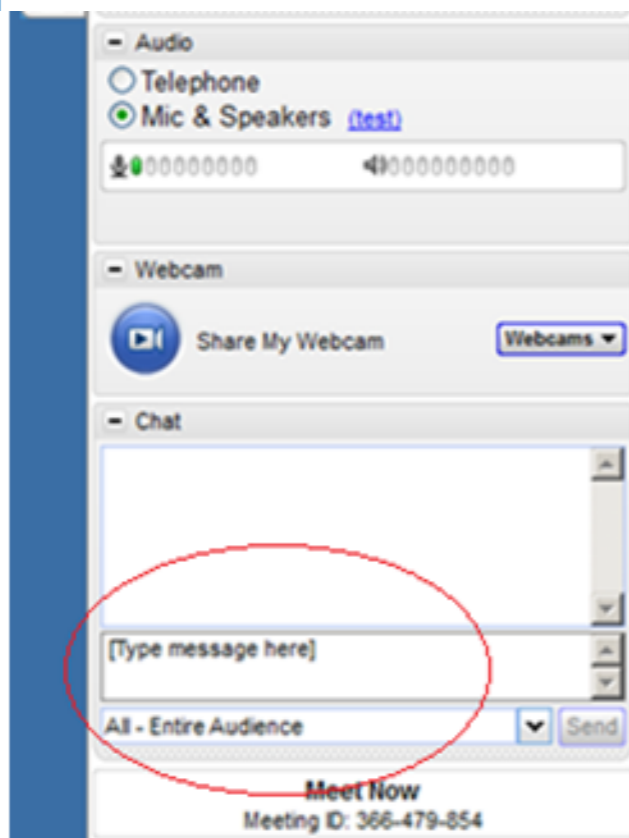 Audio
Telephone
Mic & Speakers (test)
Webcam
Share My Webcam
Webcams
Chat
[Type message here]
All - Entire Audience
Send
Meet Now
Meeting ID: 366-479-854